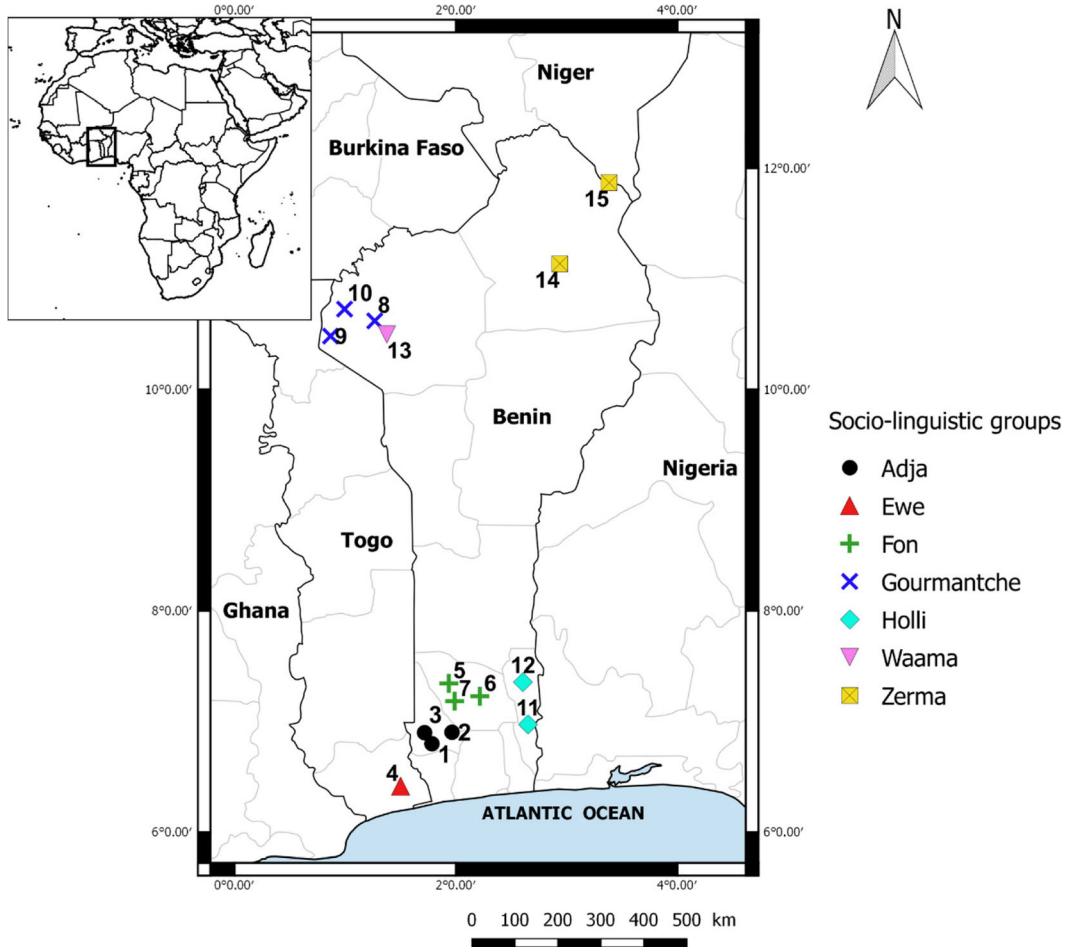 0°0.00′ 2°0.00′ 4°0.00′
N
Niger
Burkina Faso
12°0.00′ 12°0.00′
15
14
10 8
9
13
10°0.00′ 10°0.00′
Benin
Nigeria
Togo
Ghana
8°0.00′ 8°0.00′
5 12
7 6
11
3
2
1
4
ATLANTIC OCEAN
6°0.00′ 6°0.00′
0°0.00′ 2°0.00′ 4°0.00′
0 100 200 300 400 500 km
Socio-linguistic groups
Adja
Ewe
Fon
Gourmantche
Holli
Waama
Zerma